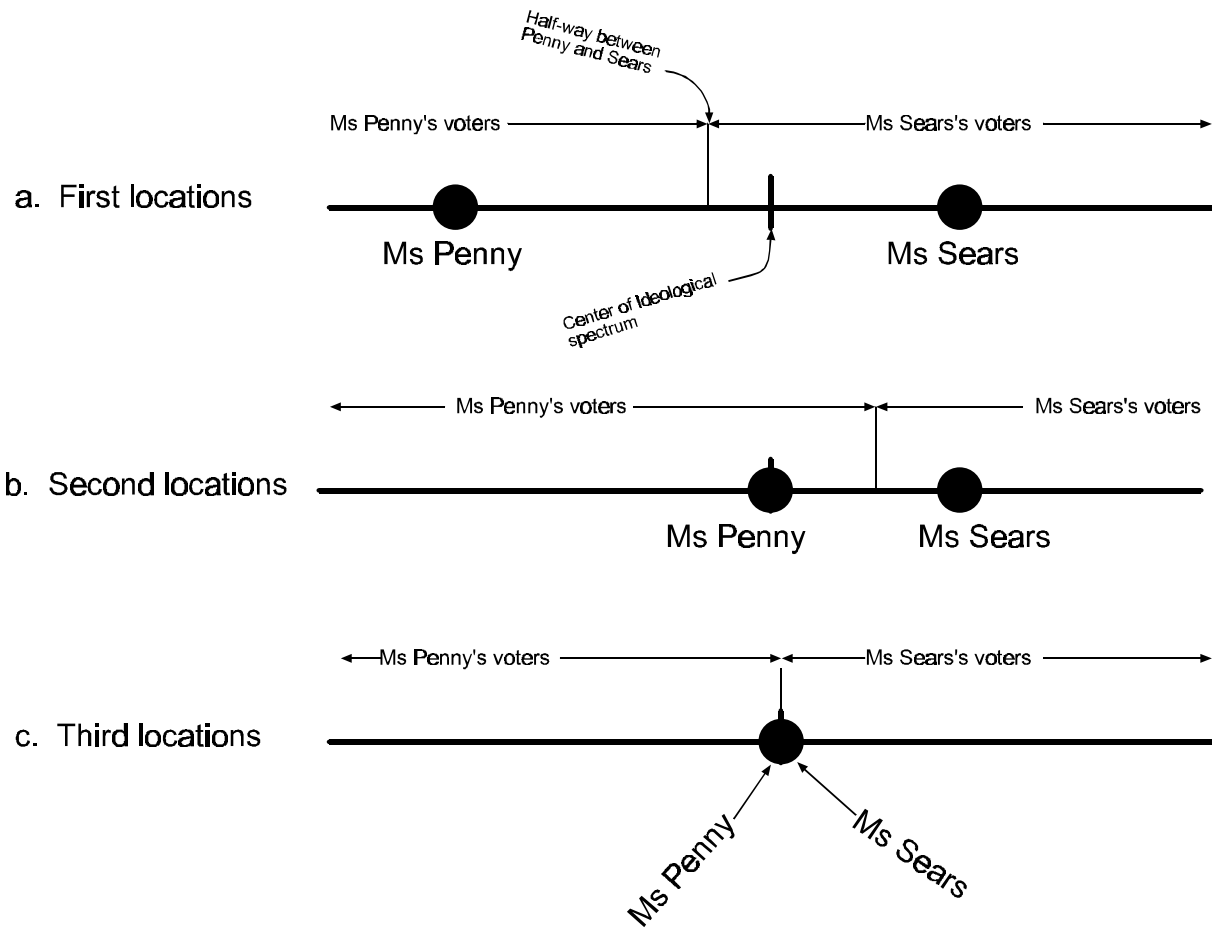 Half-way between
Penny and Sears
Ms Penny's voters
Ms Sears's voters
a. First locations
Ms Penny
Ms Sears
Center of Ideological
spectrum
Ms Penny's voters
Ms Sears's voters
b. Second locations
Ms Penny
Ms Sears
Ms Penny's voters
Ms Sears's voters
c. Third locations
Ms Penny
Ms Sears